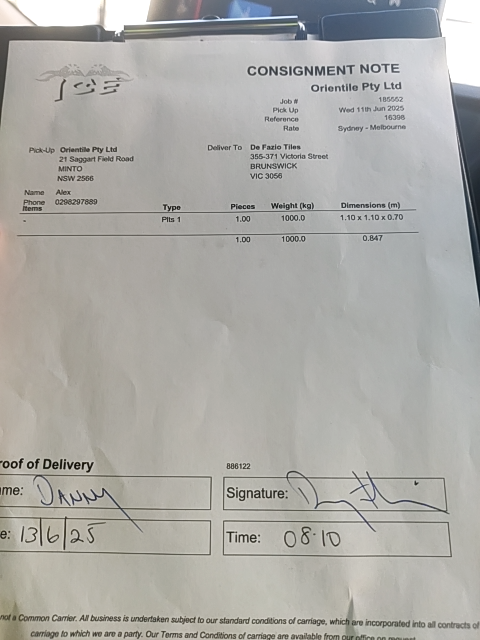 ICE
CONSIGNMENT NOTE
Orientile Pty Ltd
Job # 185562
Pick Up Wed 11th Jun 2025
Reference 16398
Rate Sydney - Melbourne
Pick-Up Orientile Pty Ltd
21 Saggart Field Road
MINTO
NSW 2566
Deliver To De Fazio Tiles
355-371 Victoria Street
BRUNSWICK
VIC 3056
Name Alex
Phone 0298297889
Items Type Pieces Weight (kg) Dimensions (m)
- Plts 1 1.00 1000.0 1.10 x 1.10 x 0.70
1.00 1000.0 0.847
roof of Delivery
886122
me: DANNY
Signature:
e: 13/6/25
Time: 08·10
not a Common Carrier. All business is undertaken subject to our standard conditions of carriage, which are incorporated into all contracts of
carriage to which we are a party. Our Terms and Conditions of carriage are available from our office on request